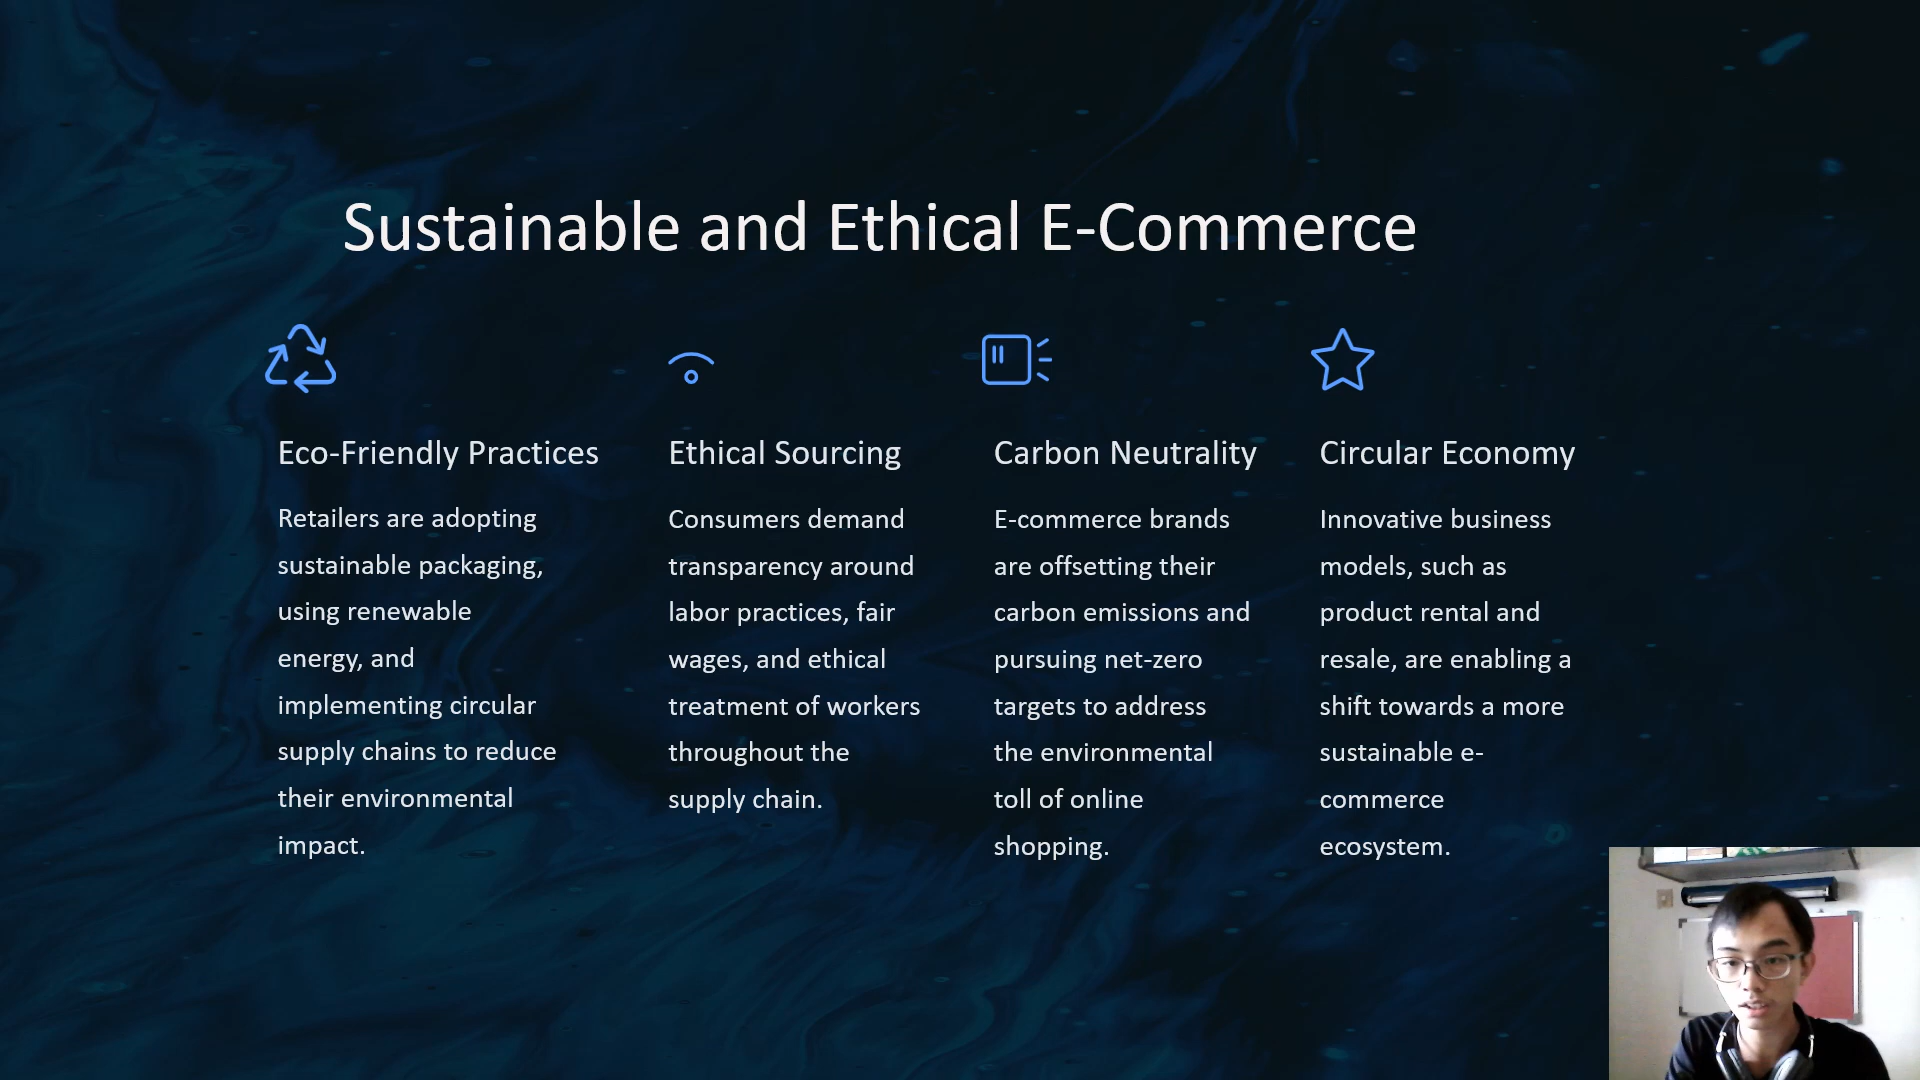 Sustainable and Ethical E-Commerce
Eco-Friendly Practices
Retailers are adopting
sustainable packaging,
using renewable
energy, and
implementing circular
supply chains to reduce
their environmental
impact.
Ethical Sourcing
Consumers demand
transparency around
labor practices, fair
wages, and ethical
treatment of workers
throughout the
supply chain.
Carbon Neutrality
E-commerce brands
are offsetting their
carbon emissions and
pursuing net-zero
targets to address
the environmental
toll of online
shopping.
Circular Economy
Innovative business
models, such as
product rental and
resale, are enabling a
shift towards a more
sustainable e-
commerce
ecosystem.